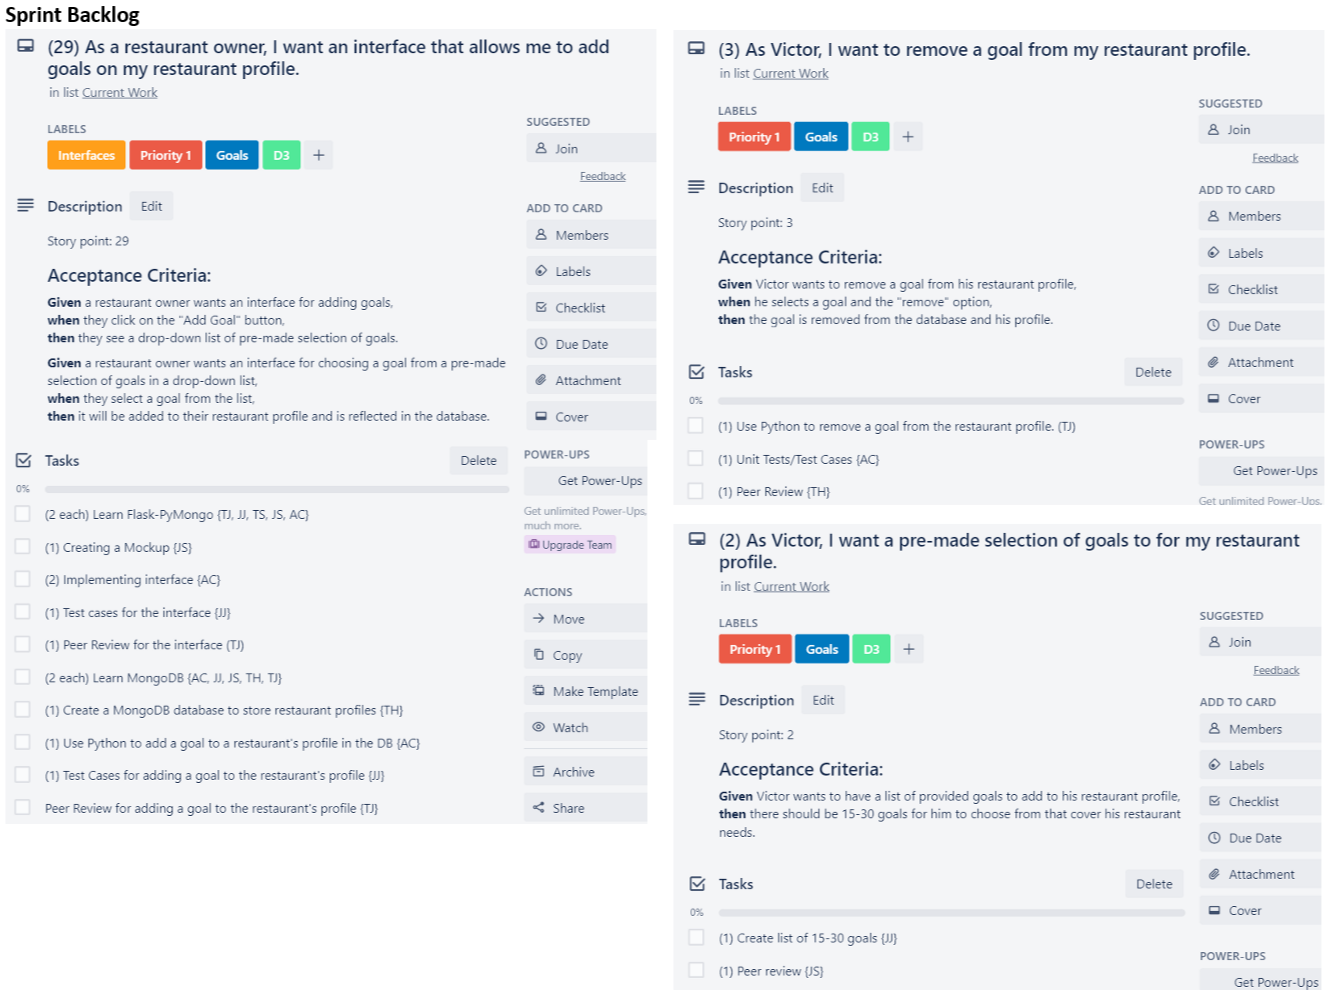 Sprint Backlog
(29) As a restaurant owner, I want an interface that allows me to add
goals on my restaurant profile.
in list Current Work
LABELS
Interfaces Priority 1 Goals D3 +
Description Edit
Story point: 29
Acceptance Criteria:
Given a restaurant owner wants an interface for adding goals,
when they click on the "Add Goal" button,
then they see a drop-down list of pre-made selection of goals.
Given a restaurant owner wants an interface for choosing a goal from a pre-made
selection of goals in a drop-down list,
when they select a goal from the list,
then it will be added to their restaurant profile and is reflected in the database.
Tasks Delete
0%
(2 each) Learn Flask-PyMongo {TJ, JJ, TS, JS, AC}
(1) Creating a Mockup {JS}
(2) Implementing interface {AC}
(1) Test cases for the interface {JJ}
(1) Peer Review for the interface {TJ}
(2 each) Learn MongoDB {AC, JJ, JS, TH, TJ}
(1) Create a MongoDB database to store restaurant profiles {TH}
(1) Use Python to add a goal to a restaurant's profile in the DB {AC}
(1) Test Cases for adding a goal to the restaurant's profile {JJ}
Peer Review for adding a goal to the restaurant's profile {TJ}
SUGGESTED
Join
Feedback
ADD TO CARD
Members
Labels
Checklist
Due Date
Attachment
Cover
POWER-UPS
Get Power-Ups
Get unlimited Power-Ups,
much more.
Upgrade Team
ACTIONS
Move
Copy
Make Template
Watch
Archive
Share
(3) As Victor, I want to remove a goal from my restaurant profile.
in list Current Work
LABELS
Priority 1 Goals D3 +
Description Edit
Story point: 3
Acceptance Criteria:
Given Victor wants to remove a goal from his restaurant profile,
when he selects a goal and the "remove" option,
then the goal is removed from the database and his profile.
Tasks Delete
0%
(1) Use Python to remove a goal from the restaurant profile. (TJ)
(1) Unit Tests/Test Cases {AC}
(1) Peer Review {TH}
SUGGESTED
Join
Feedback
ADD TO CARD
Members
Labels
Checklist
Due Date
Attachment
Cover
POWER-UPS
Get Power-Ups
Get unlimited Power-Ups,
(2) As Victor, I want a pre-made selection of goals to for my restaurant
profile.
in list Current Work
LABELS
Priority 1 Goals D3 +
Description Edit
Story point: 2
Acceptance Criteria:
Given Victor wants to have a list of provided goals to add to his restaurant profile,
then there should be 15-30 goals for him to choose from that cover his restaurant
needs.
Tasks Delete
0%
(1) Create list of 15-30 goals {JJ}
(1) Peer review {JS}
SUGGESTED
Join
Feedback
ADD TO CARD
Members
Labels
Checklist
Due Date
Attachment
Cover
POWER-UPS
Get Power-Ups